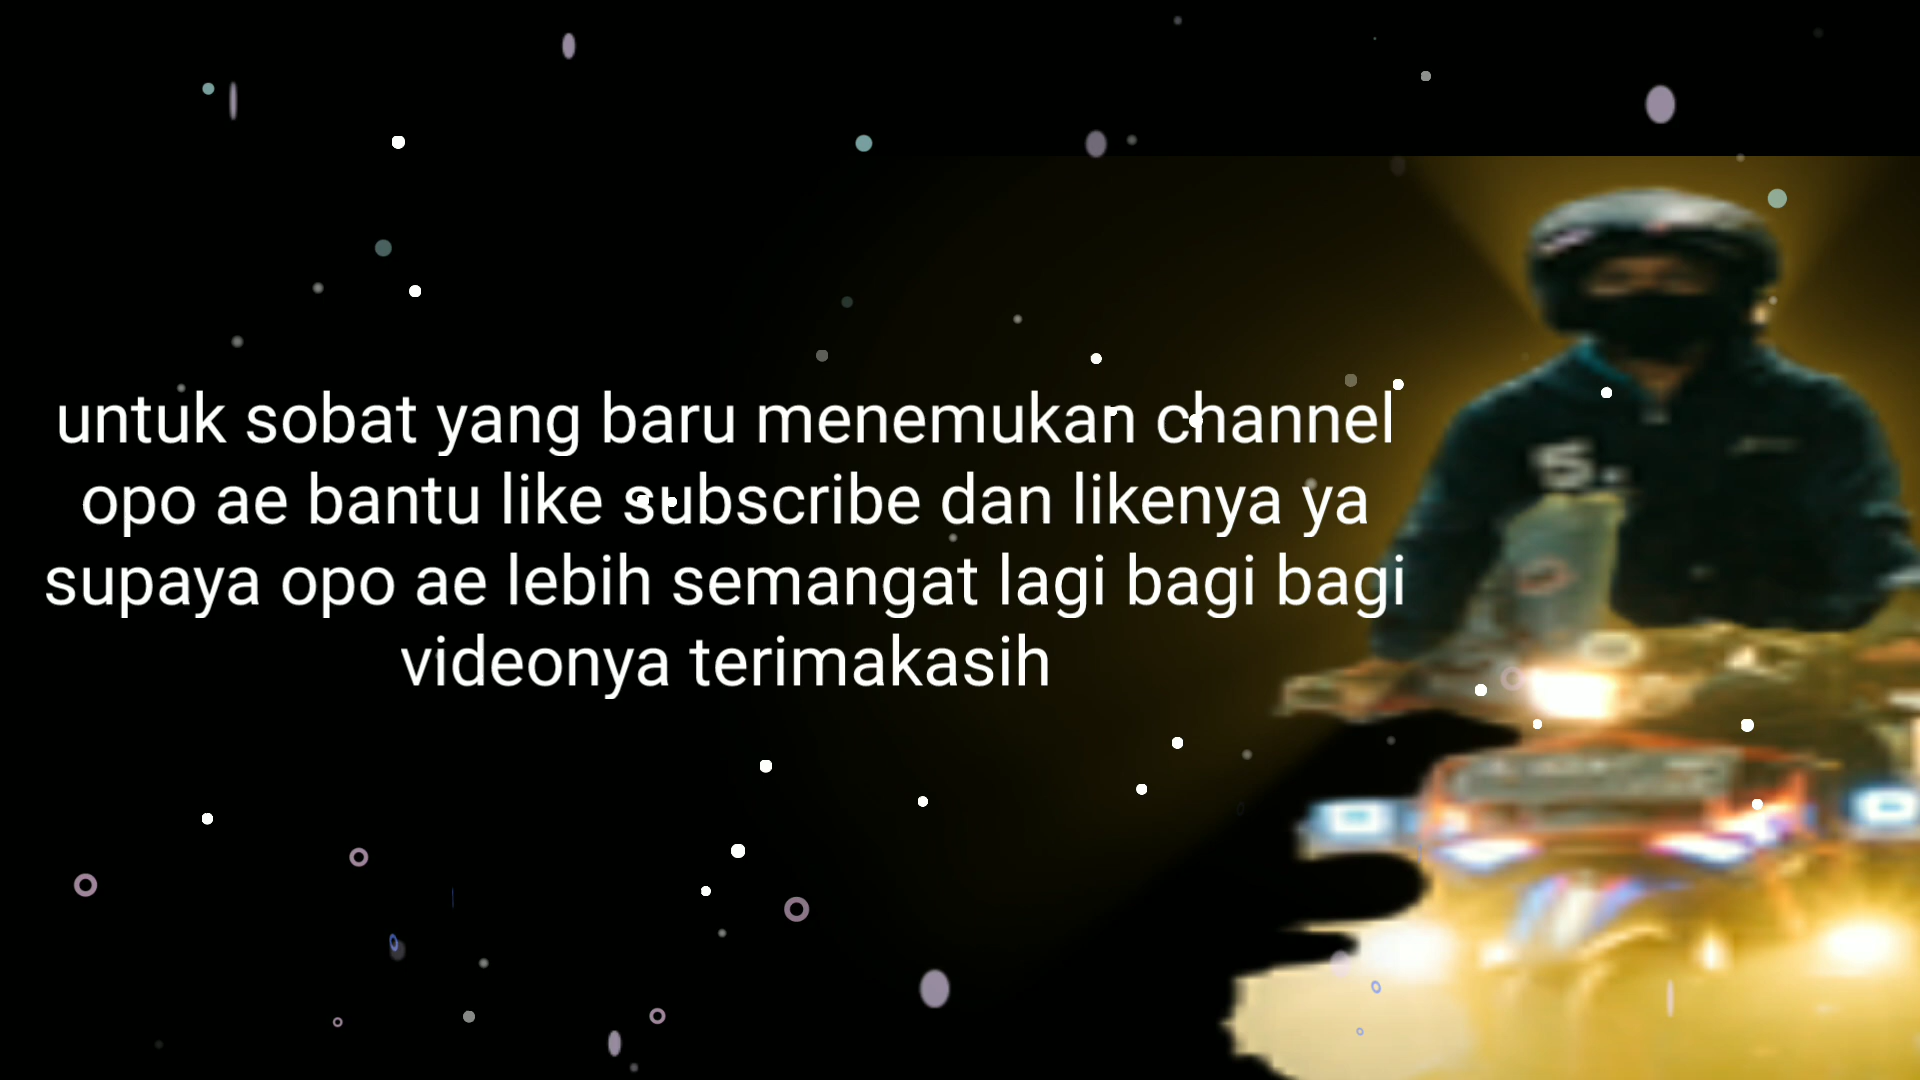 untuk sobat yang baru menemukan channel
opo ae bantu like subscribe dan likenya ya
supaya opo ae lebih semangat lagi bagi bagi
videonya terimakasih